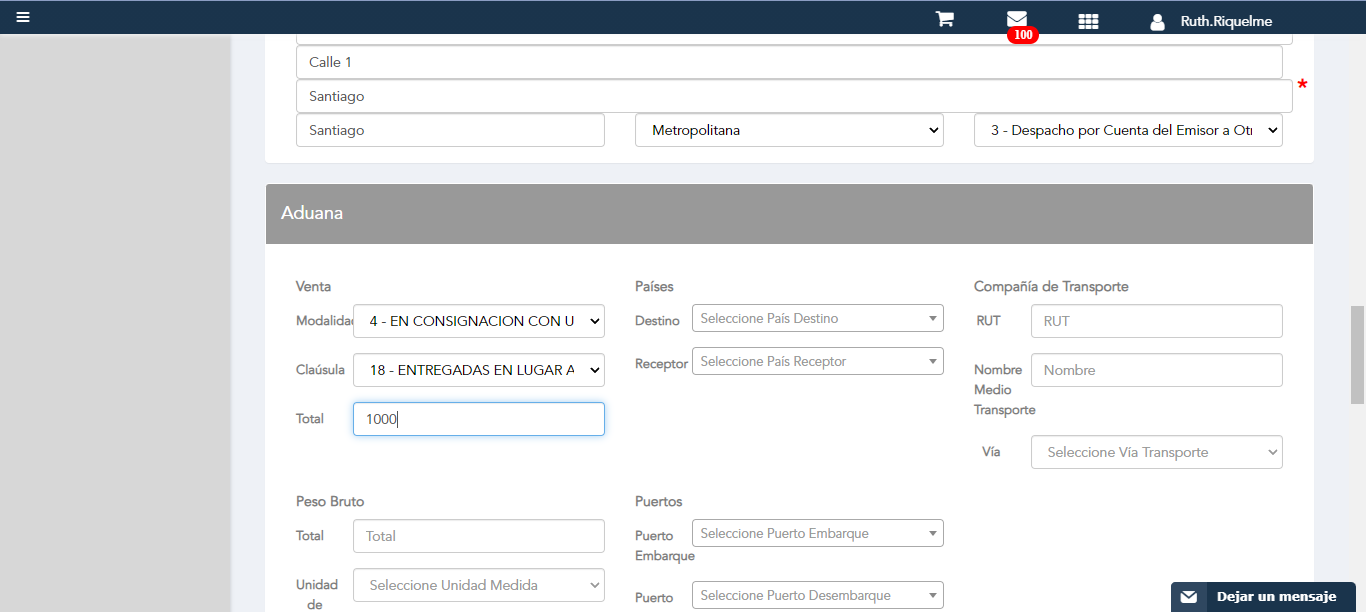 Ruth.Riquelme
100
Calle 1
Santiago
*
Santiago
Metropolitana
3 - Despacho por Cuenta del Emisor a Otr
Aduana
Venta
Modalidad
4 - EN CONSIGNACION CON U
Claúsula
18 - ENTREGADAS EN LUGAR A
Total
1000
Países
Destino
Seleccione País Destino
Receptor
Seleccione País Receptor
Compañía de Transporte
RUT
RUT
Nombre
Medio
Transporte
Nombre
Vía
Seleccione Vía Transporte
Peso Bruto
Total
Total
Unidad
de
Seleccione Unidad Medida
Puertos
Puerto
Embarque
Seleccione Puerto Embarque
Puerto
Seleccione Puerto Desembarque
Dejar un mensaje